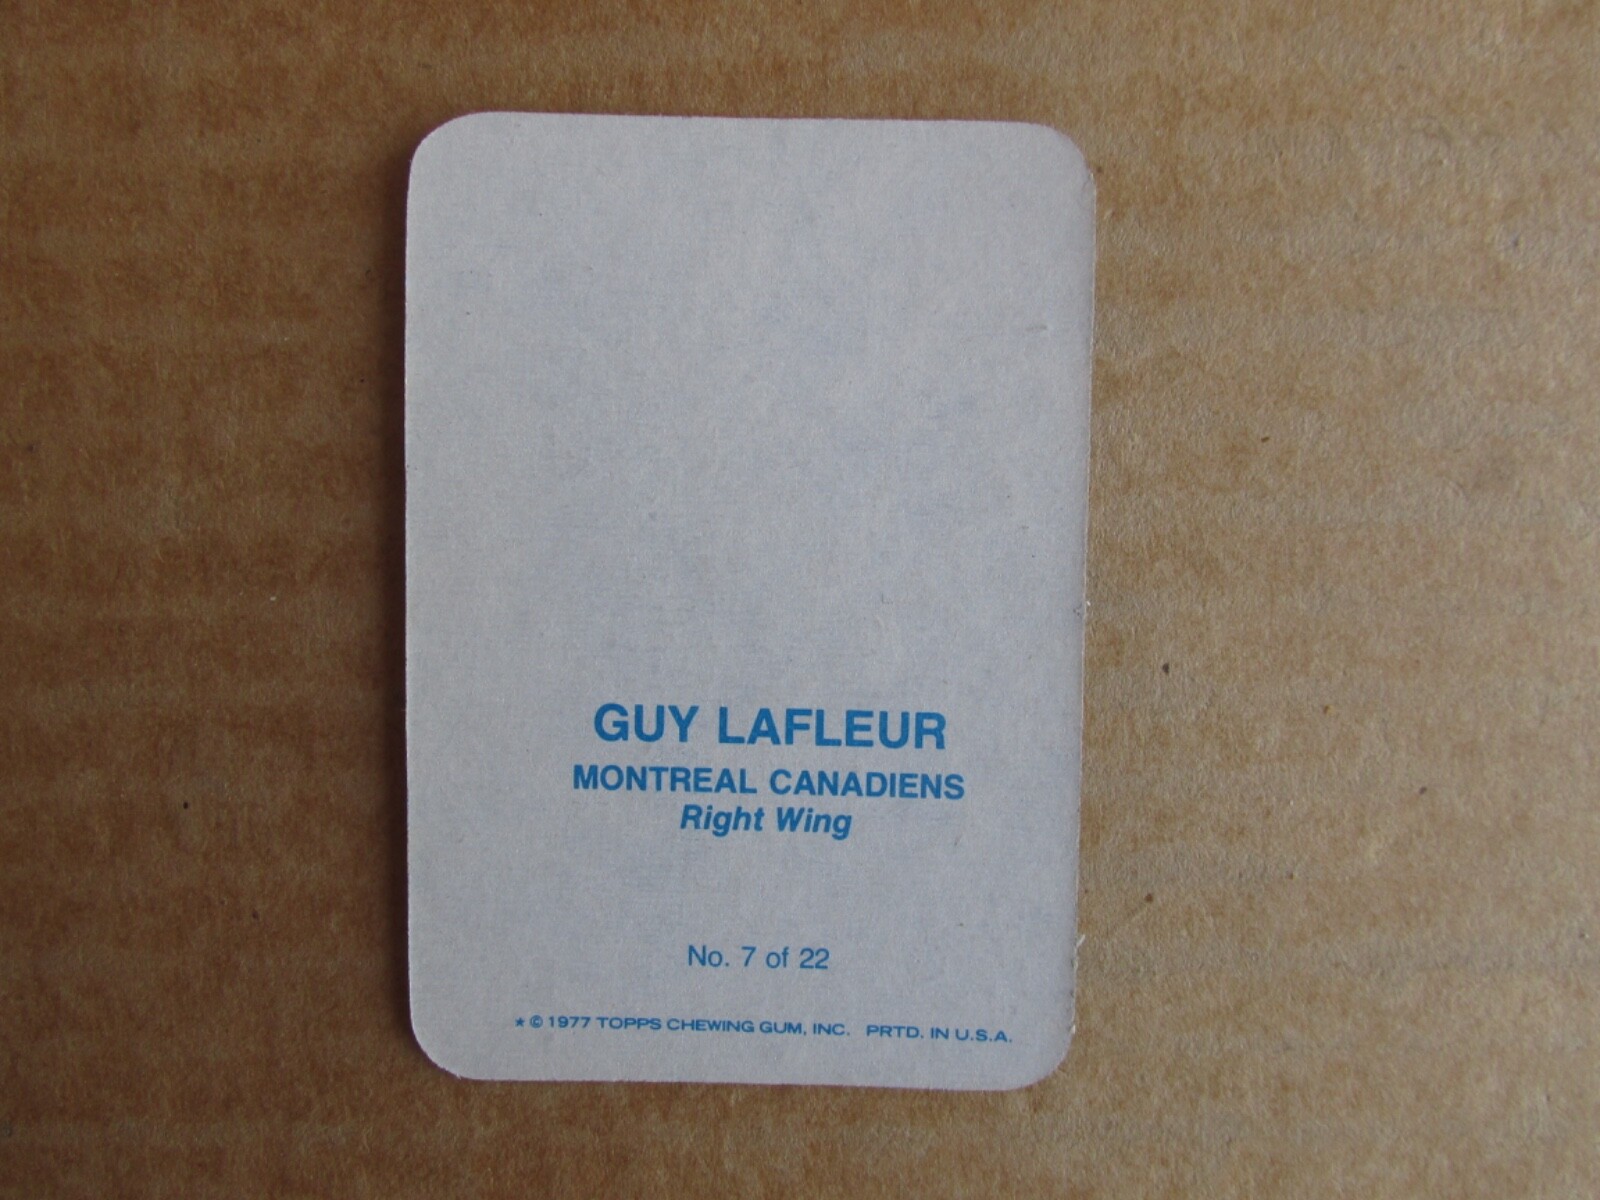 GUY LAFLEUR
MONTREAL CANADIENS
Right Wing
No. 7 of 22
★ © 1977 TOPPS CHEWING GUM, INC. PRTD. IN U.S.A.